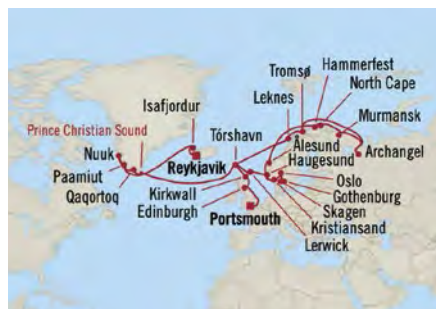 Hammerfest
Tromsø
North Cape
Leknes
Isafjordur
Murmansk
Prince Christian Sound
Tórshavn
Nuuk
Ålesund
Archangel
Reykjavik
Haugesund
Paamiut
Oslo
Qaqortoq
Kirkwall
Gothenburg
Edinburgh
Skagen
Portsmouth
Kristiansand
Lerwick